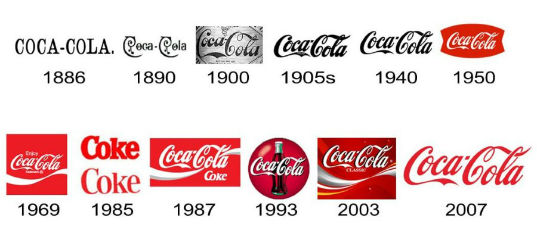 COCA-COLA.
1886
Coca-Cola
1890
Coca-Cola
1900
Coca-Cola
1905s
Coca-Cola
1940
Coca-Cola
1950
Enjoy
Coca-Cola
1969
Coke
Coke
1985
Coca-Cola
Coke
1987
Coca-Cola
1993
Coca-Cola
CLASSIC
2003
Coca-Cola
2007